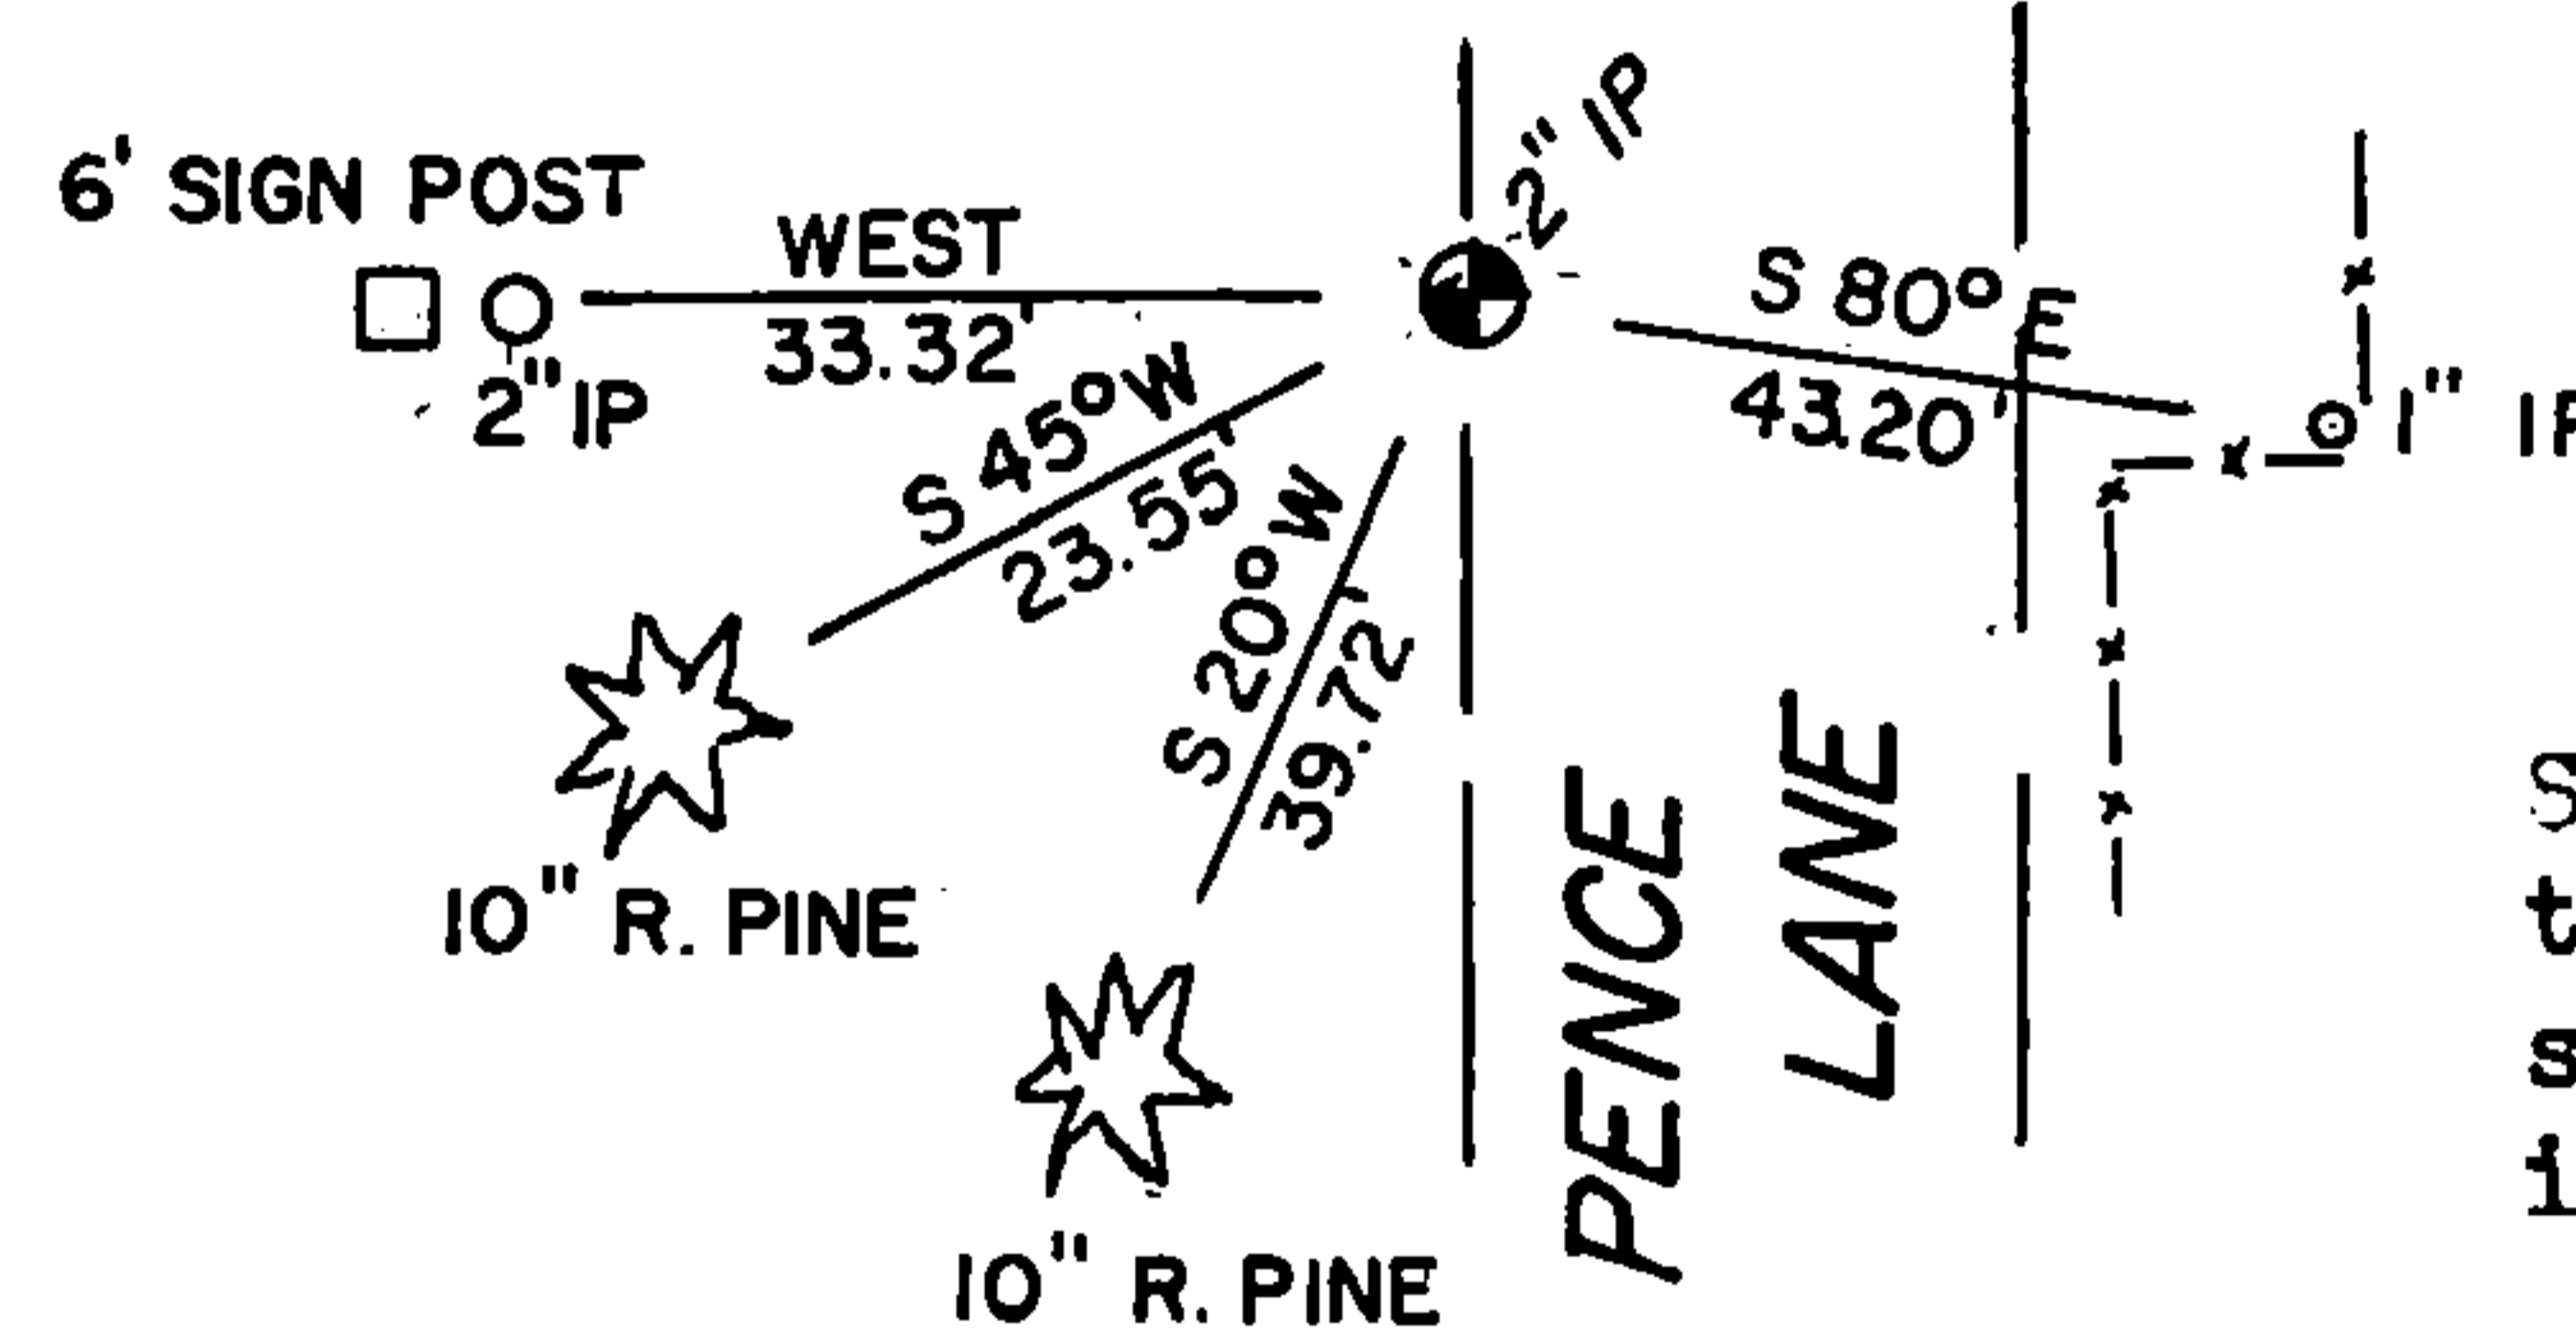 2" IP
6' SIGN POST
WEST
33.32'
2" IP
S 80° E
43.20'
1" IP
S 45° W
23.55'
S 20° W
39.72'
10" R. PINE
10" R. PINE
PENCE
LANE
S
t
s
i